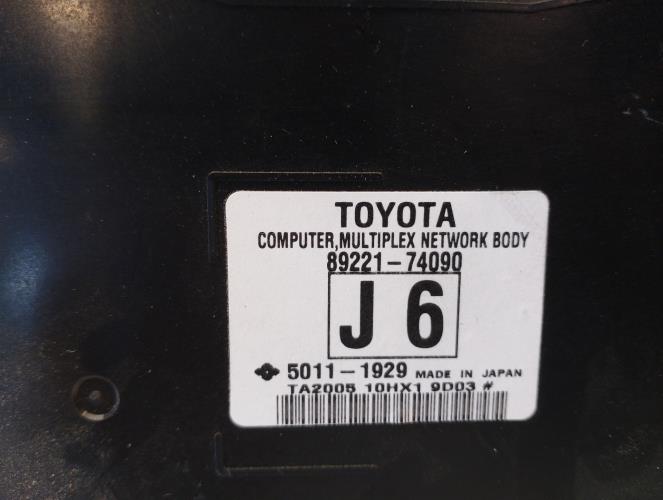 TOYOTA
COMPUTER,MULTIPLEX NETWORK BODY
89221-74090
J 6
5011-1929 MADE IN JAPAN
TA2005 10HX1 9D03 #